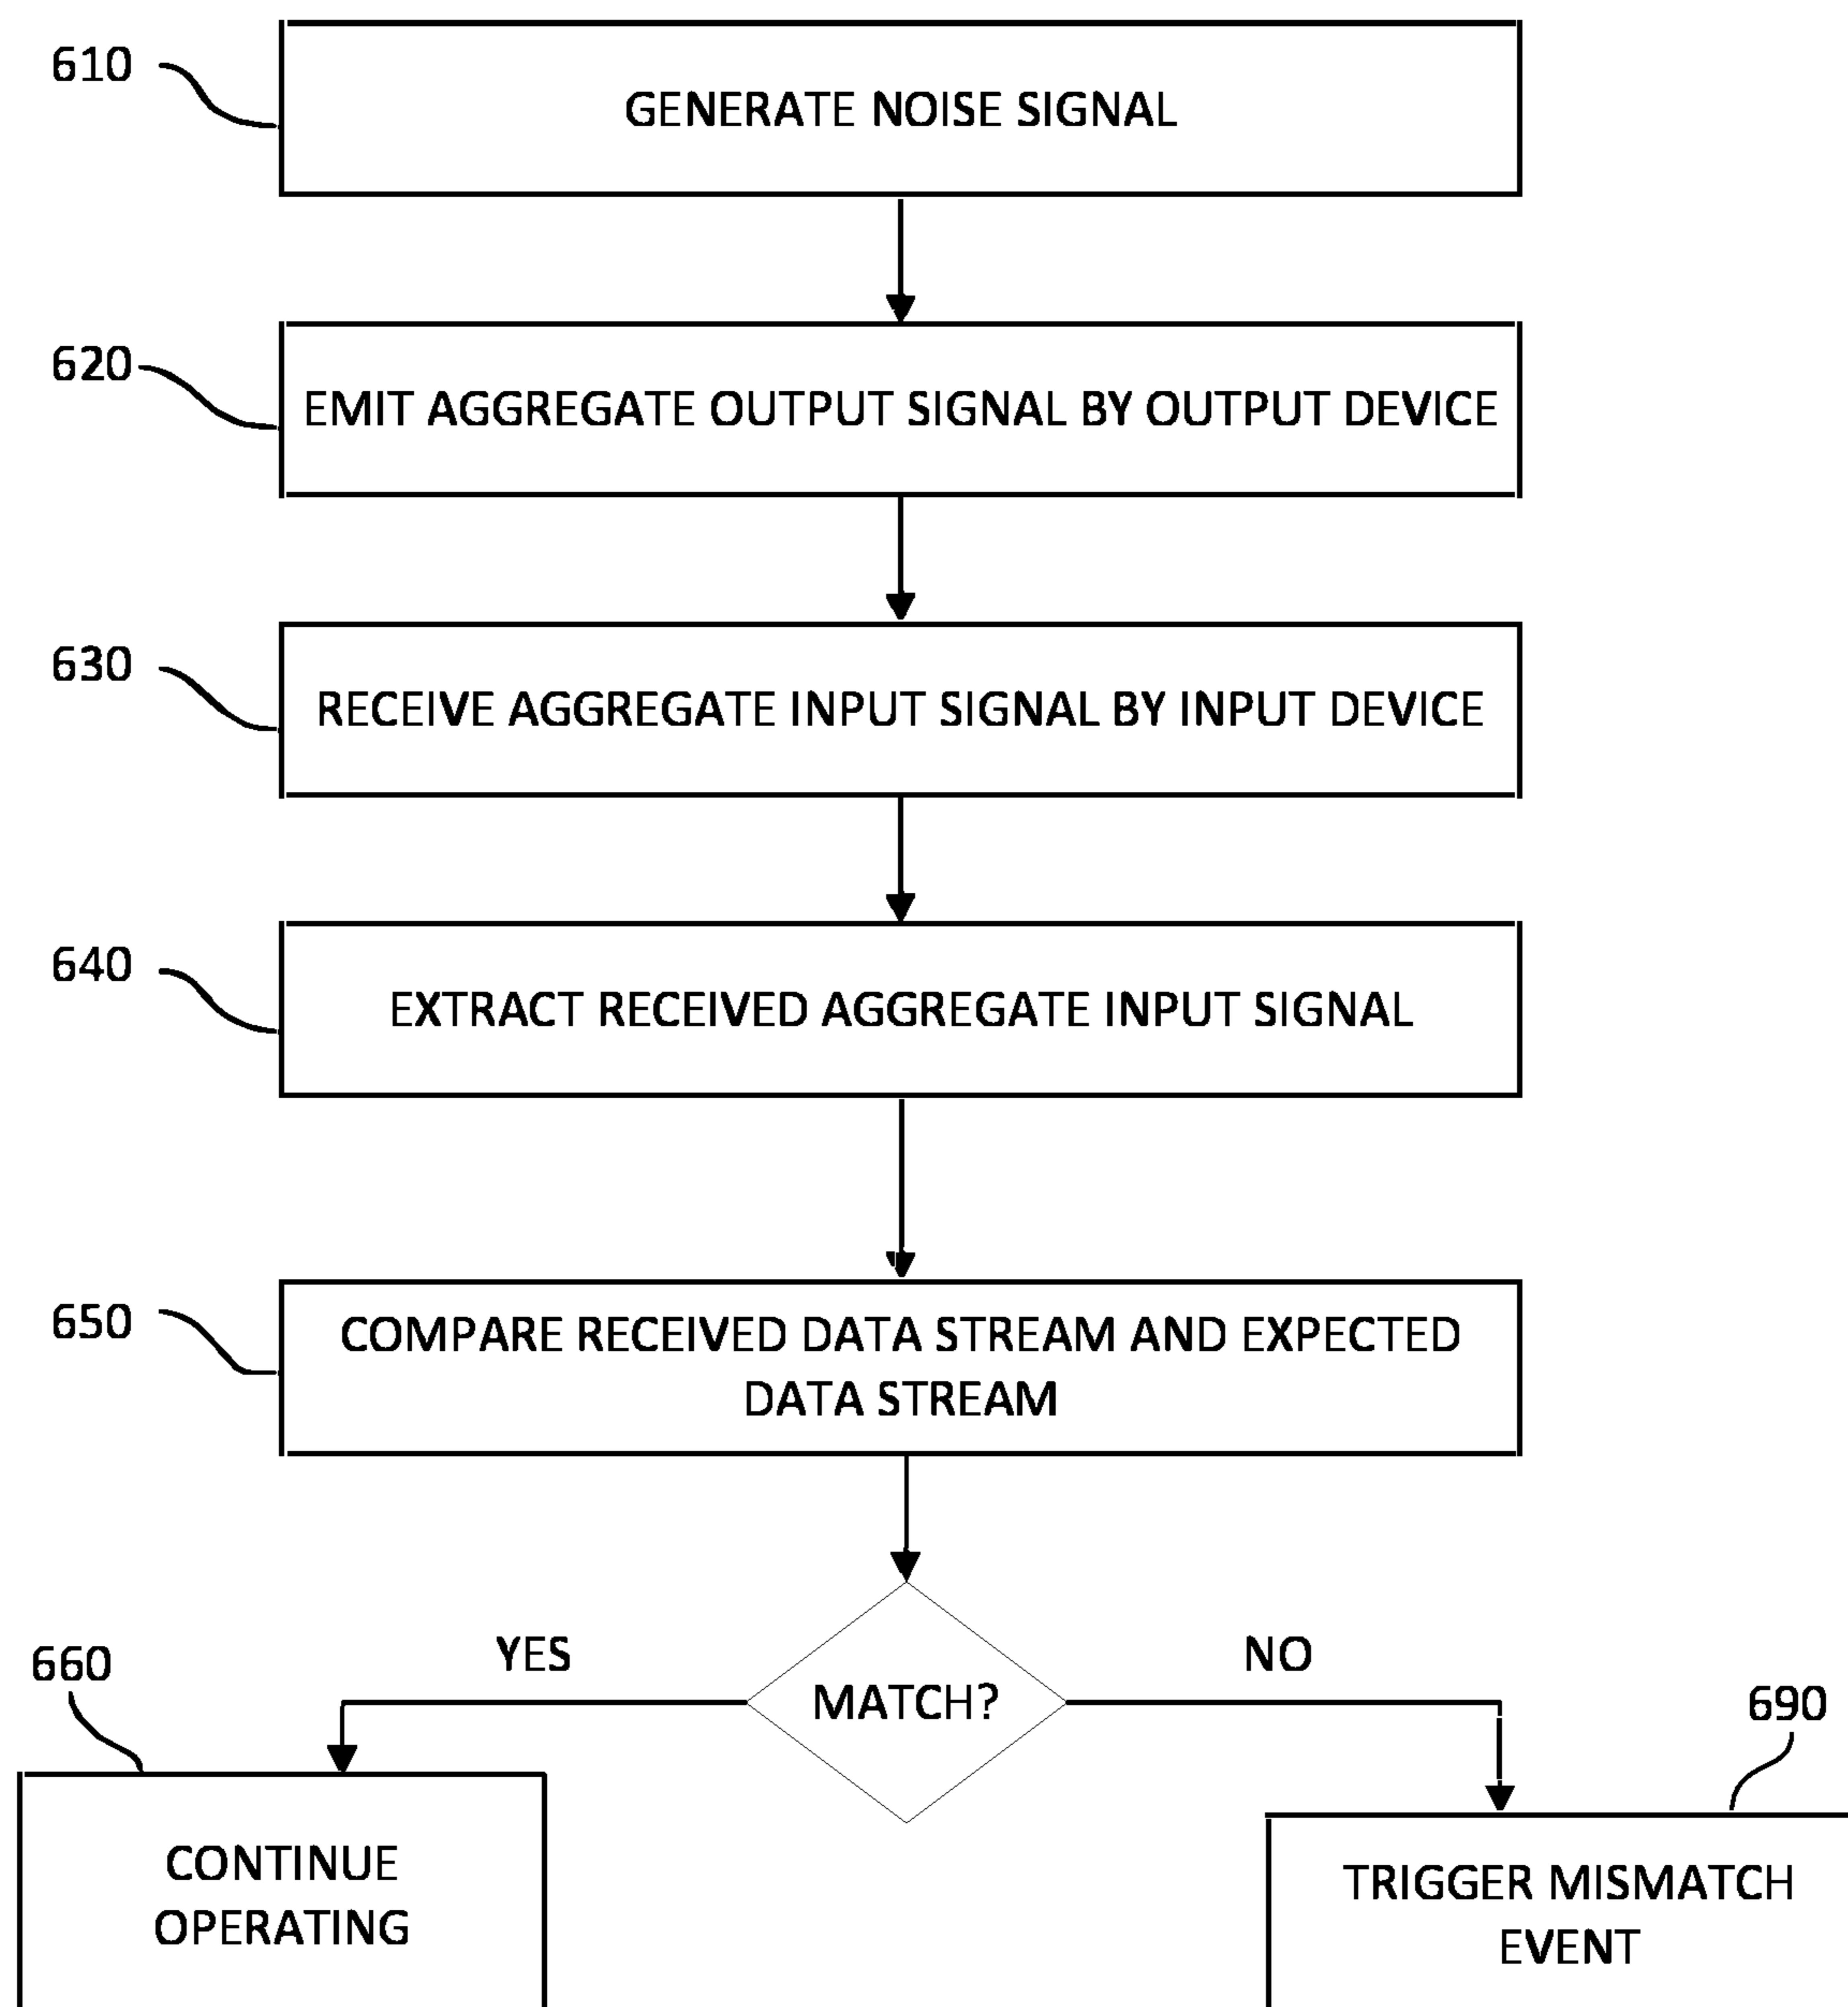 610
GENERATE NOISE SIGNAL
620
EMIT AGGREGATE OUTPUT SIGNAL BY OUTPUT DEVICE
630
RECEIVE AGGREGATE INPUT SIGNAL BY INPUT DEVICE
640
EXTRACT RECEIVED AGGREGATE INPUT SIGNAL
650
COMPARE RECEIVED DATA STREAM AND EXPECTED
DATA STREAM
YES
NO
660
MATCH?
690
CONTINUE
OPERATING
TRIGGER MISMATCH
EVENT